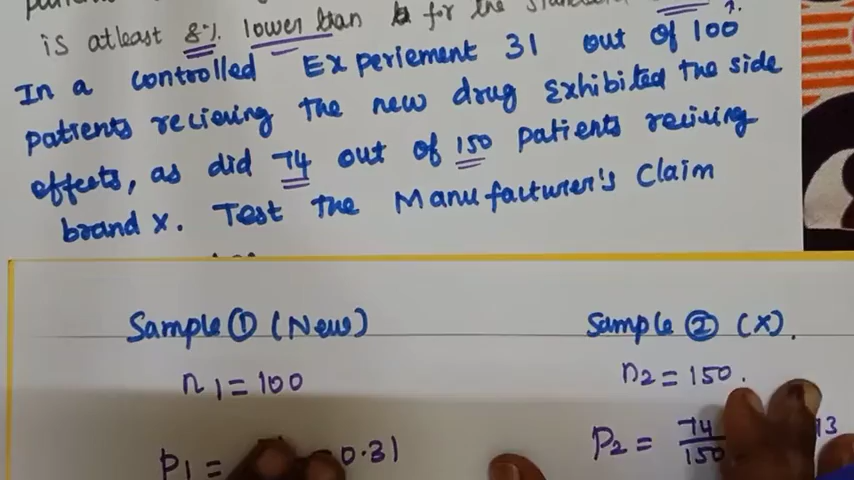 is atleast 8% lower than for the
In a controlled Experiement 31 out of 100
patients recieving the new drug exhibited the side
effects, as did 74 out of 150 patients reciving
brand X. Test the Manufacturer's Claim
Sample ① (New)
Sample ② (X).
n1 = 100
n2 = 150.
P1 = 0.31
P2 = 74/150 13